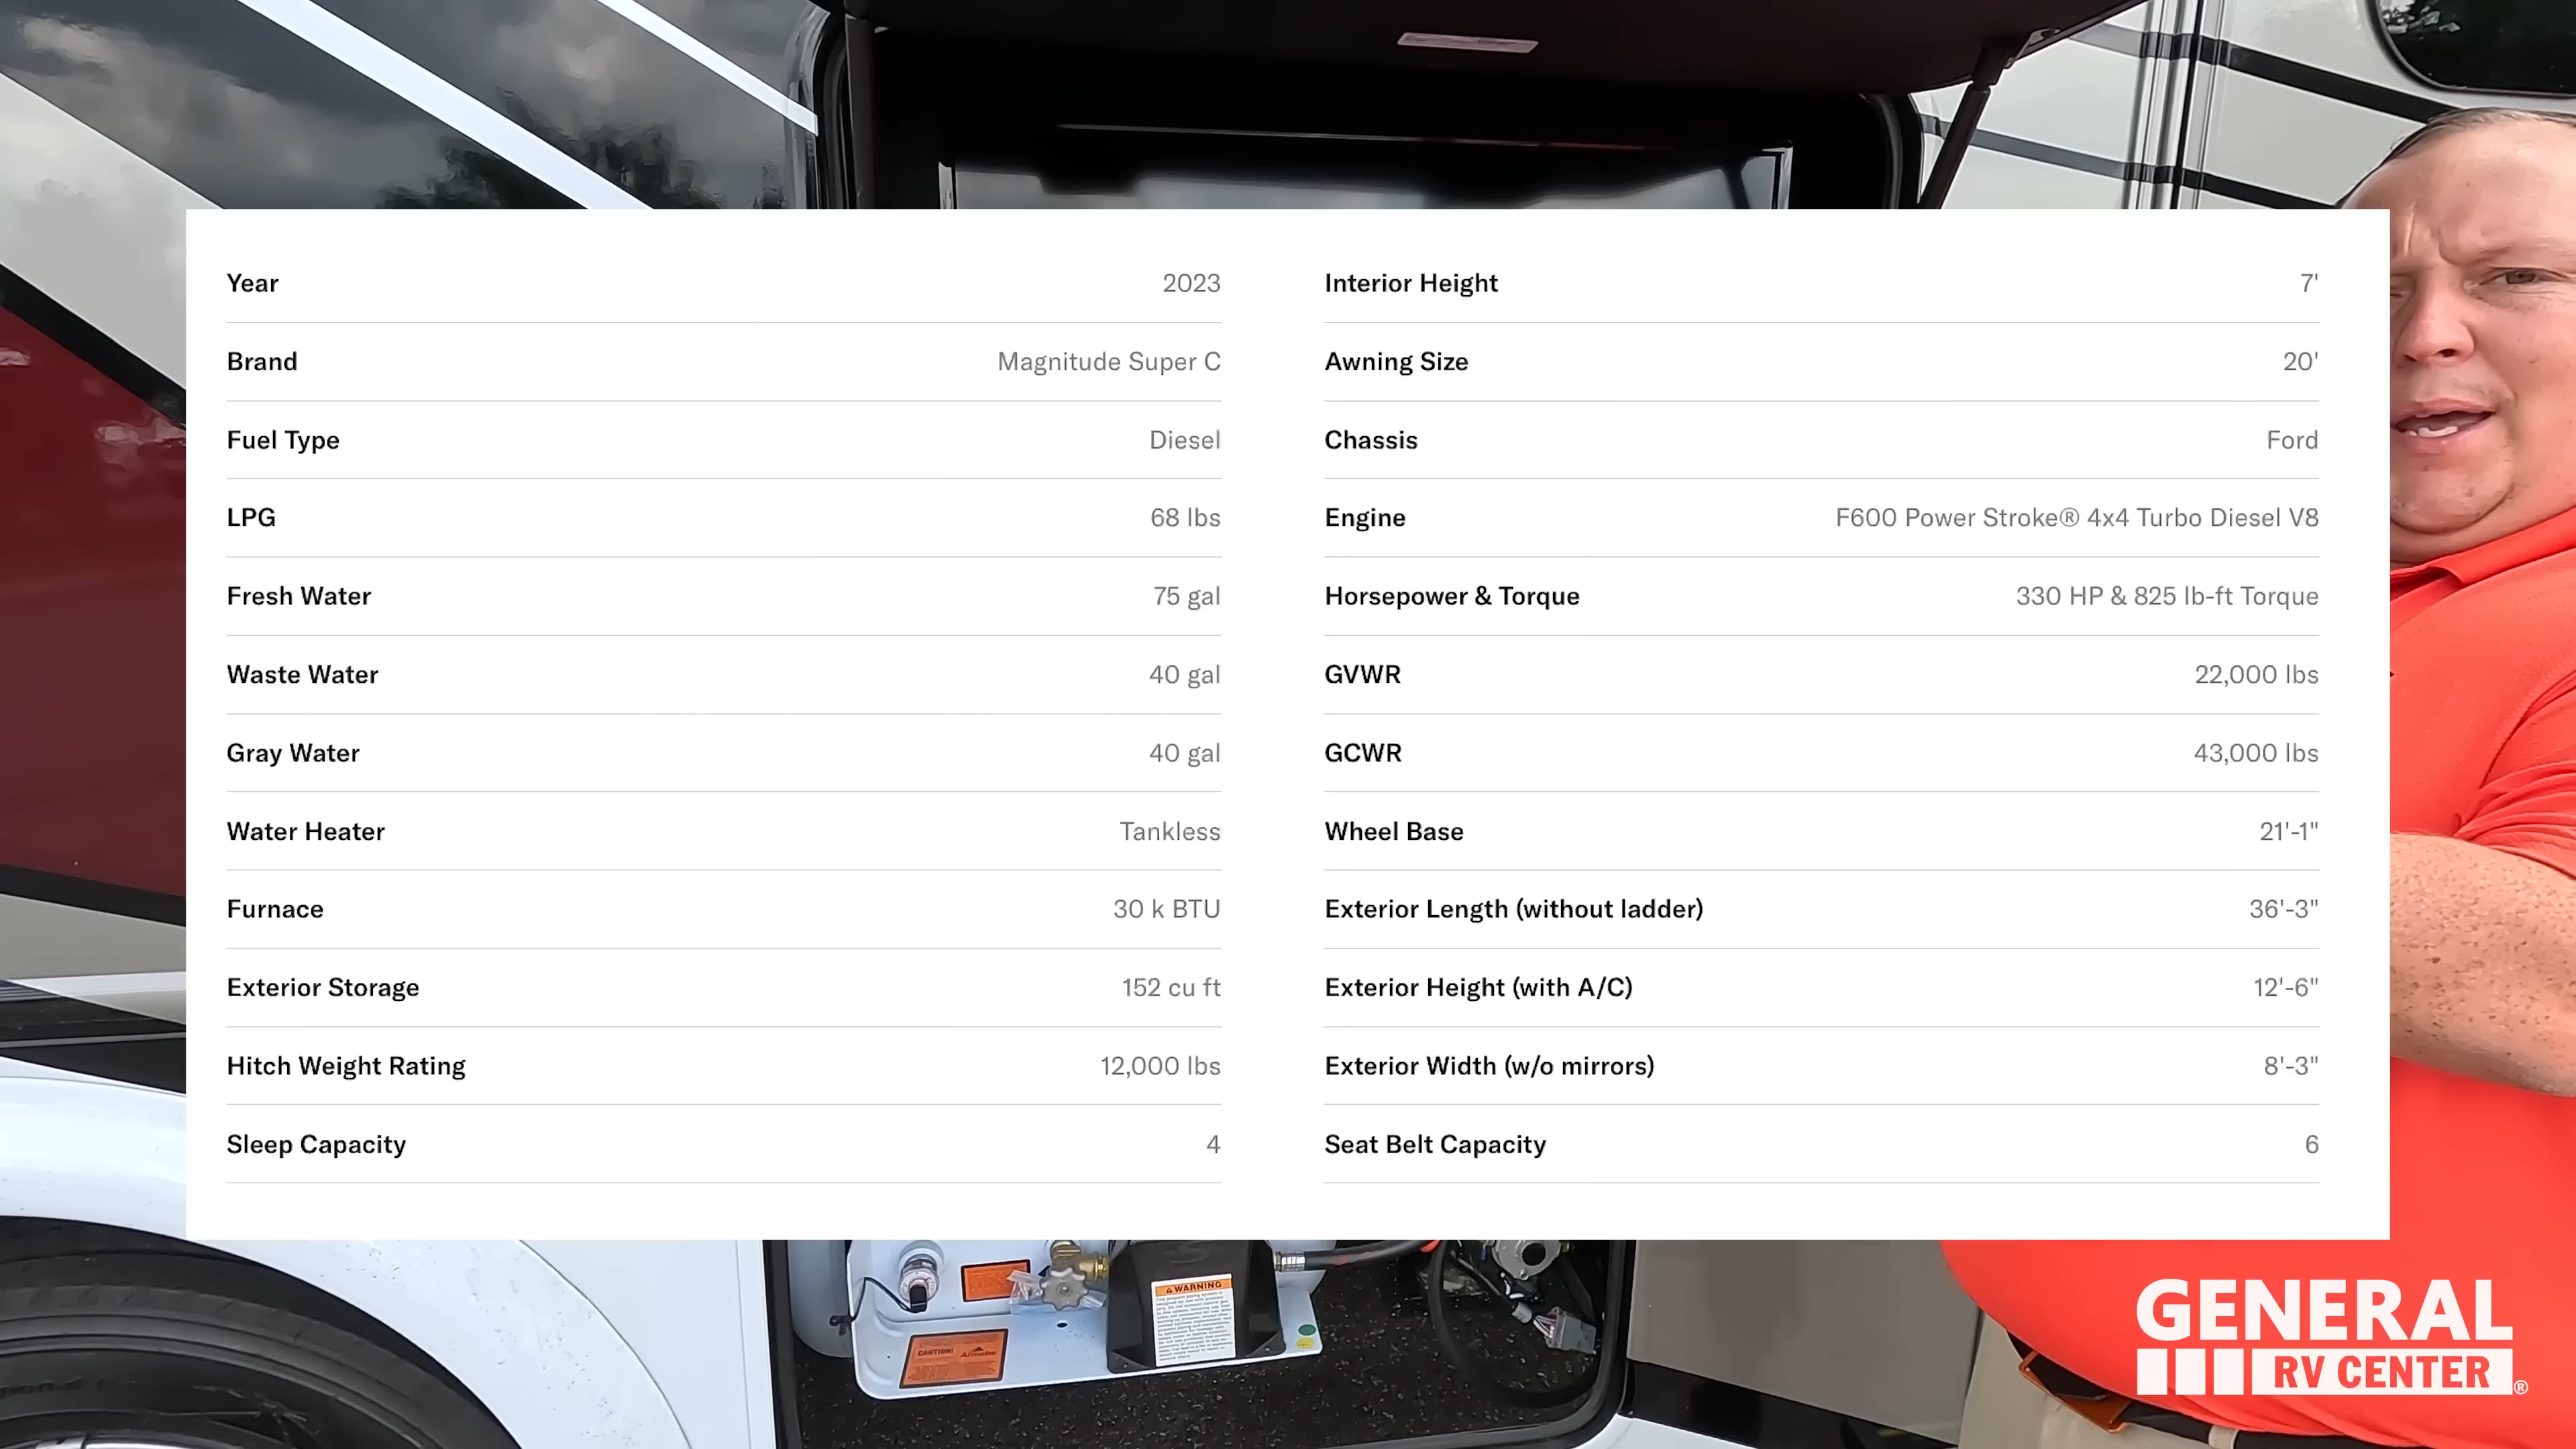 Year 2023
Brand Magnitude Super C
Fuel Type Diesel
LPG 68 lbs
Fresh Water 75 gal
Waste Water 40 gal
Gray Water 40 gal
Water Heater Tankless
Furnace 30 k BTU
Exterior Storage 152 cu ft
Hitch Weight Rating 12,000 lbs
Sleep Capacity 4
Interior Height 7'
Awning Size 20'
Chassis Ford
Engine F600 Power Stroke® 4x4 Turbo Diesel V8
Horsepower & Torque 330 HP & 825 lb-ft Torque
GVWR 22,000 lbs
GCWR 43,000 lbs
Wheel Base 21'-1"
Exterior Length (without ladder) 36'-3"
Exterior Height (with A/C) 12'-6"
Exterior Width (w/o mirrors) 8'-3"
Seat Belt Capacity 6
WARNING
CAUTION!
GENERAL
RV CENTER®